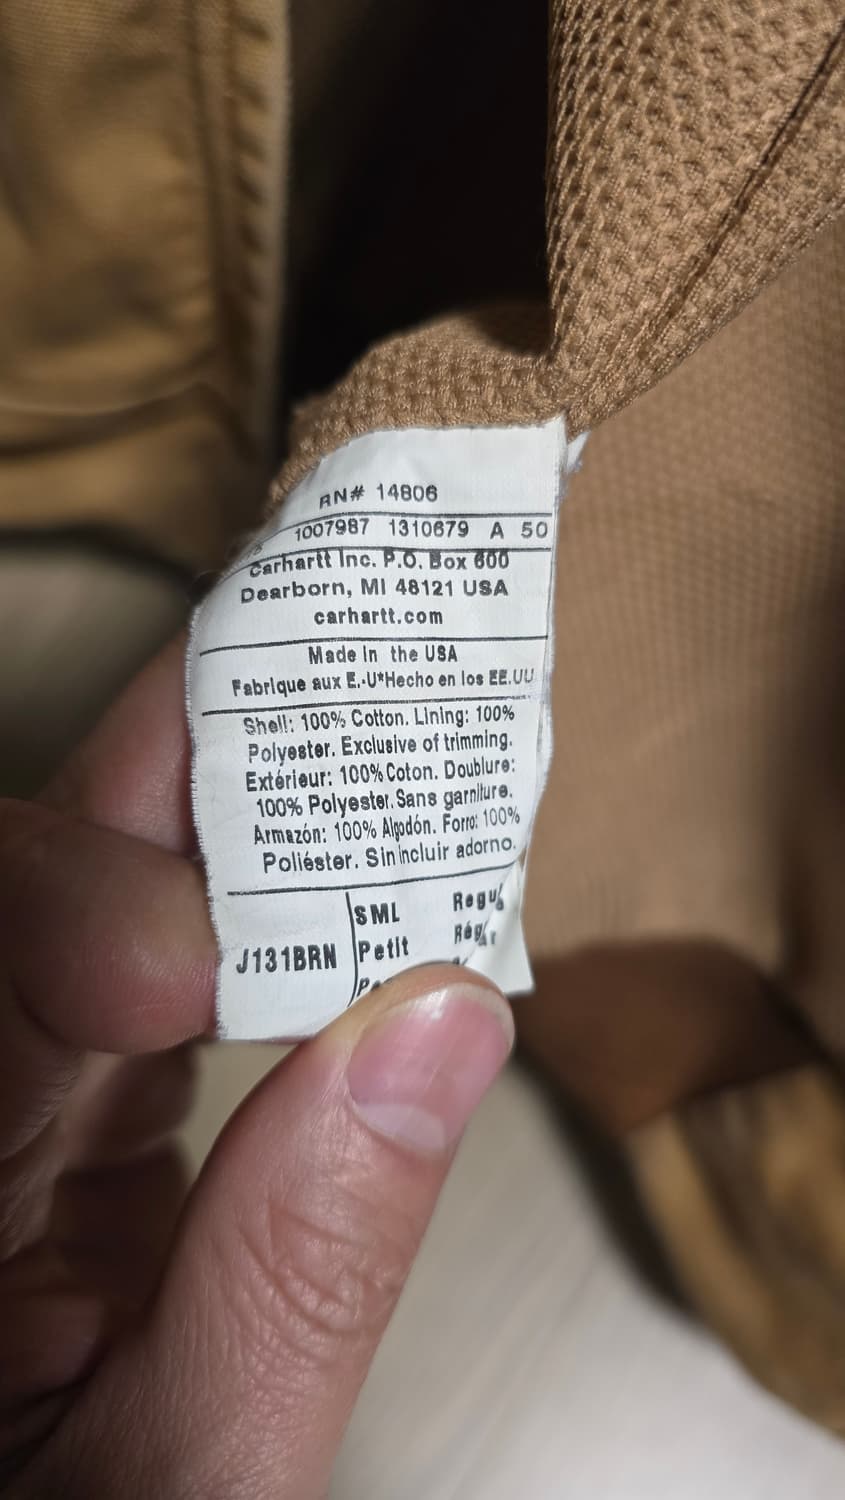 RN# 14806
1007987 1310679 A 50
Carhartt Inc. P.O. Box 600
Dearborn, MI 48121 USA
carhartt.com
Made In the USA
Fabrique aux E.-U*Hecho en los EE.UU
Shell: 100% Cotton. Lining: 100%
Polyester. Exclusive of trimming.
Extérieur: 100% Coton. Doublure:
100% Polyester. Sans garniture.
Armazón: 100% Algodón. Forro: 100%
Poliéster. Sin incluir adorno.
J131BRN
SML Regul
Petit